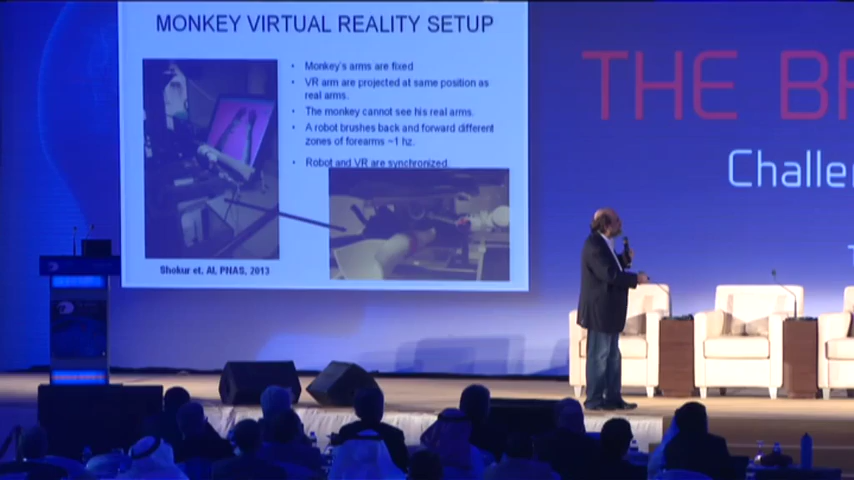 MONKEY VIRTUAL REALITY SETUP
• Monkey's arms are fixed
• VR arm are projected at same position as
real arms.
• The monkey cannot see his real arms.
• A robot brushes back and forward different
zones of forearms ~1 hz.
• Robot and VR are synchronized.
Shokur et, Al, PNAS, 2013
THE BR
Challe